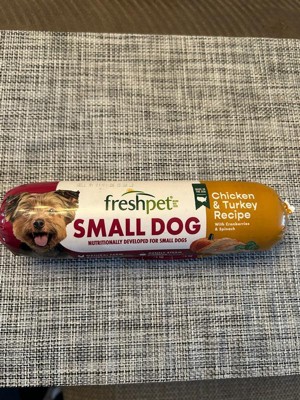 freshpet
SMALL DOG
NUTRITIONALLY DEVELOPED FOR SMALL DOGS
Chicken
& Turkey
Recipe
With Cranberries
& Spinach